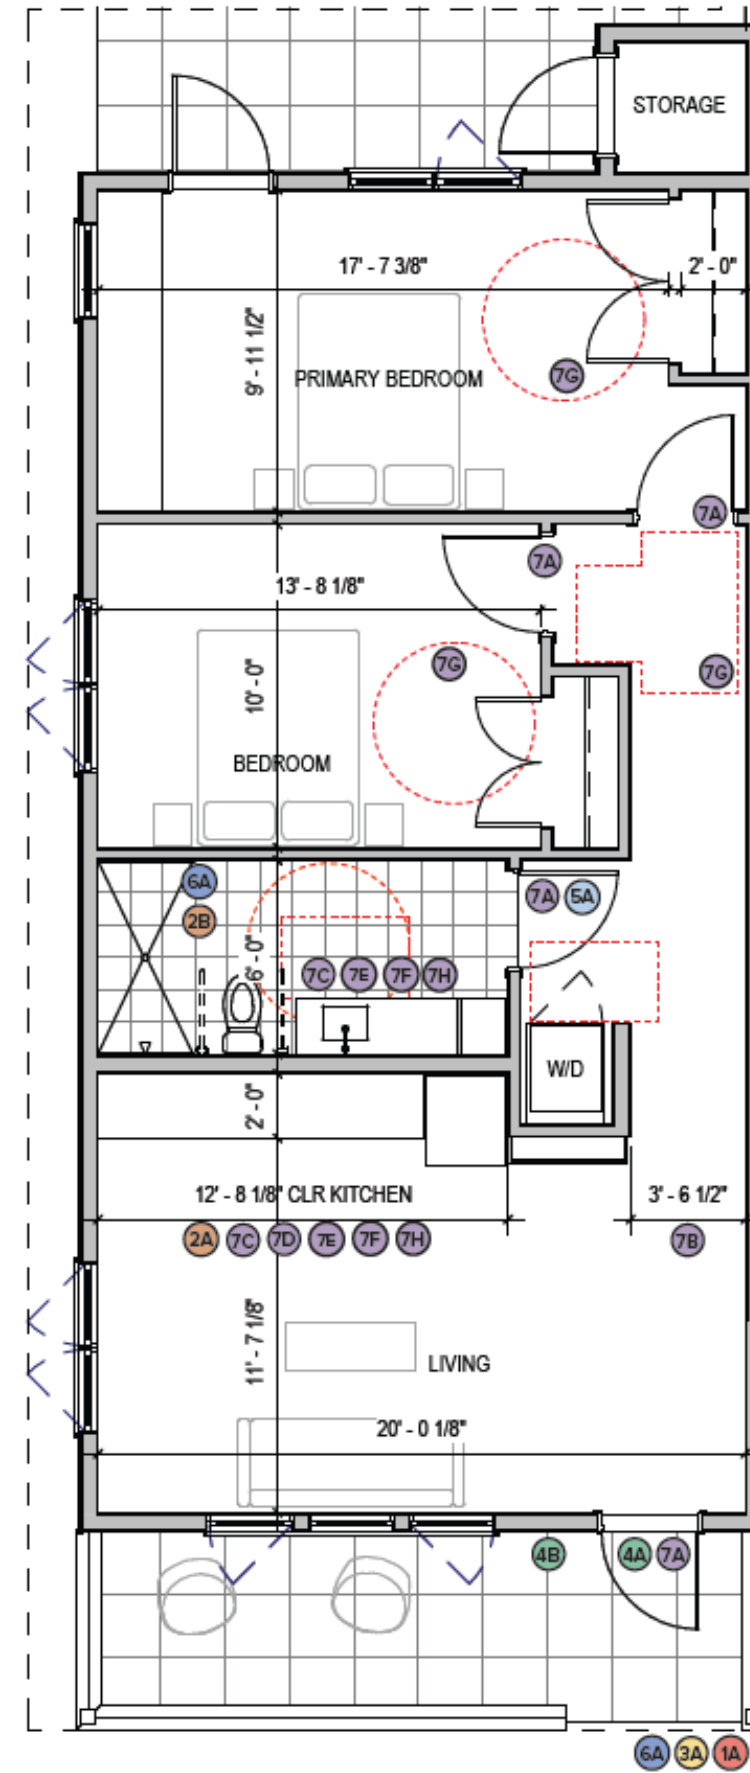 STORAGE
17' - 7 3/8"
2' - 0"
9' - 11 1/2"
PRIMARY BEDROOM
7G
7A
7A
13' - 8 1/8"
7G
7G
10' - 0"
BEDROOM
6A
7A
5A
2B
6' - 0"
7C
7E
7F
7H
W/D
2' - 0"
12' - 8 1/8" CLR KITCHEN
3' - 6 1/2"
2A
7C
7D
7E
7F
7H
7B
11' - 7 1/8"
LIVING
20' - 0 1/8"
4B
4A
7A
6A
3A
1A